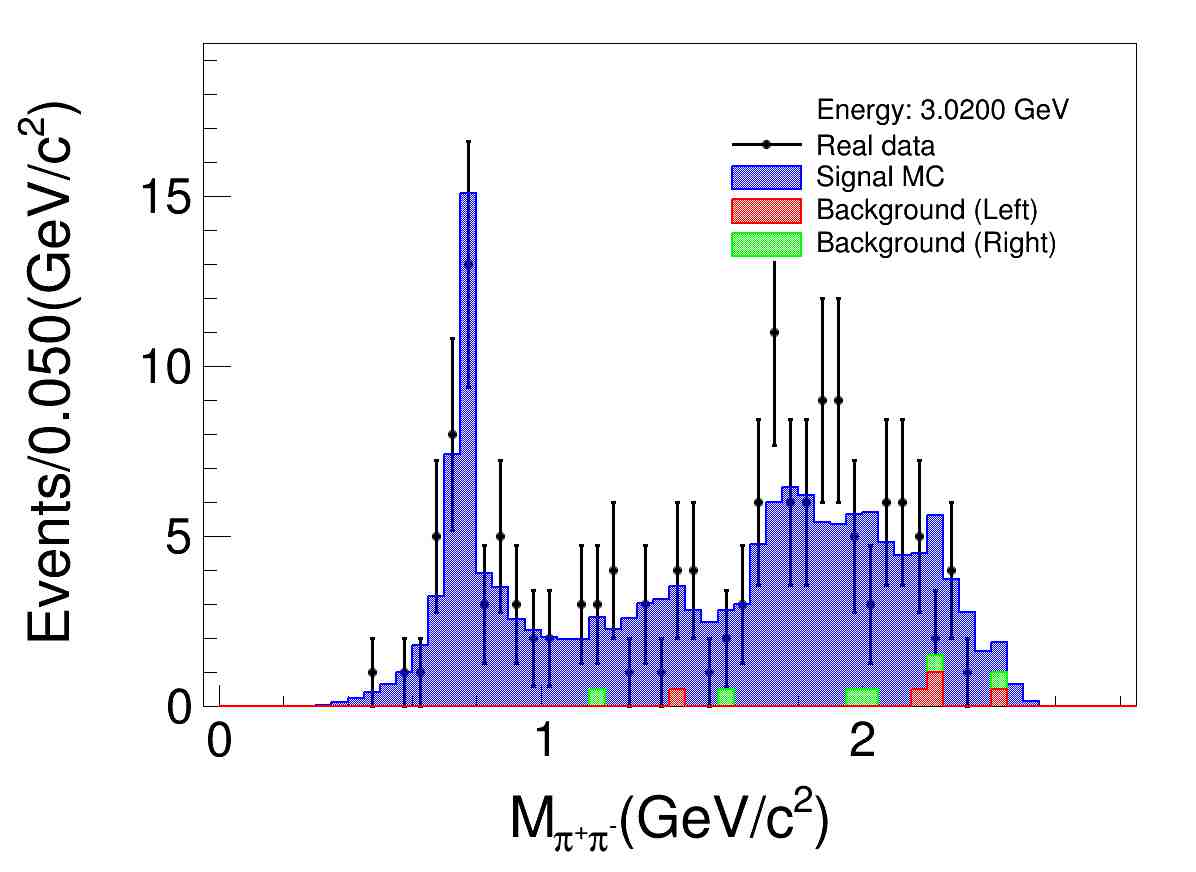 Energy: 3.0200 GeV
Real data
Signal MC
Background (Left)
Background (Right)
Events/0.050(GeV/c²)
15
10
5
0
0 1 2
Mπ⁺π⁻(GeV/c²)